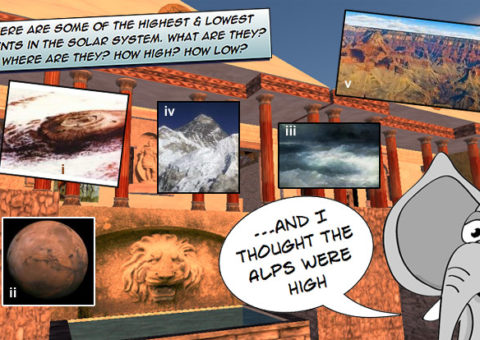 ERE ARE SOME OF THE HIGHEST & LOWEST
INTS IN THE SOLAR SYSTEM. WHAT ARE THEY?
WHERE ARE THEY? HOW HIGH? HOW LOW?
v
iv
iii
i
ii
---AND I
THOUGHT THE
ALPS WERE
HIGH